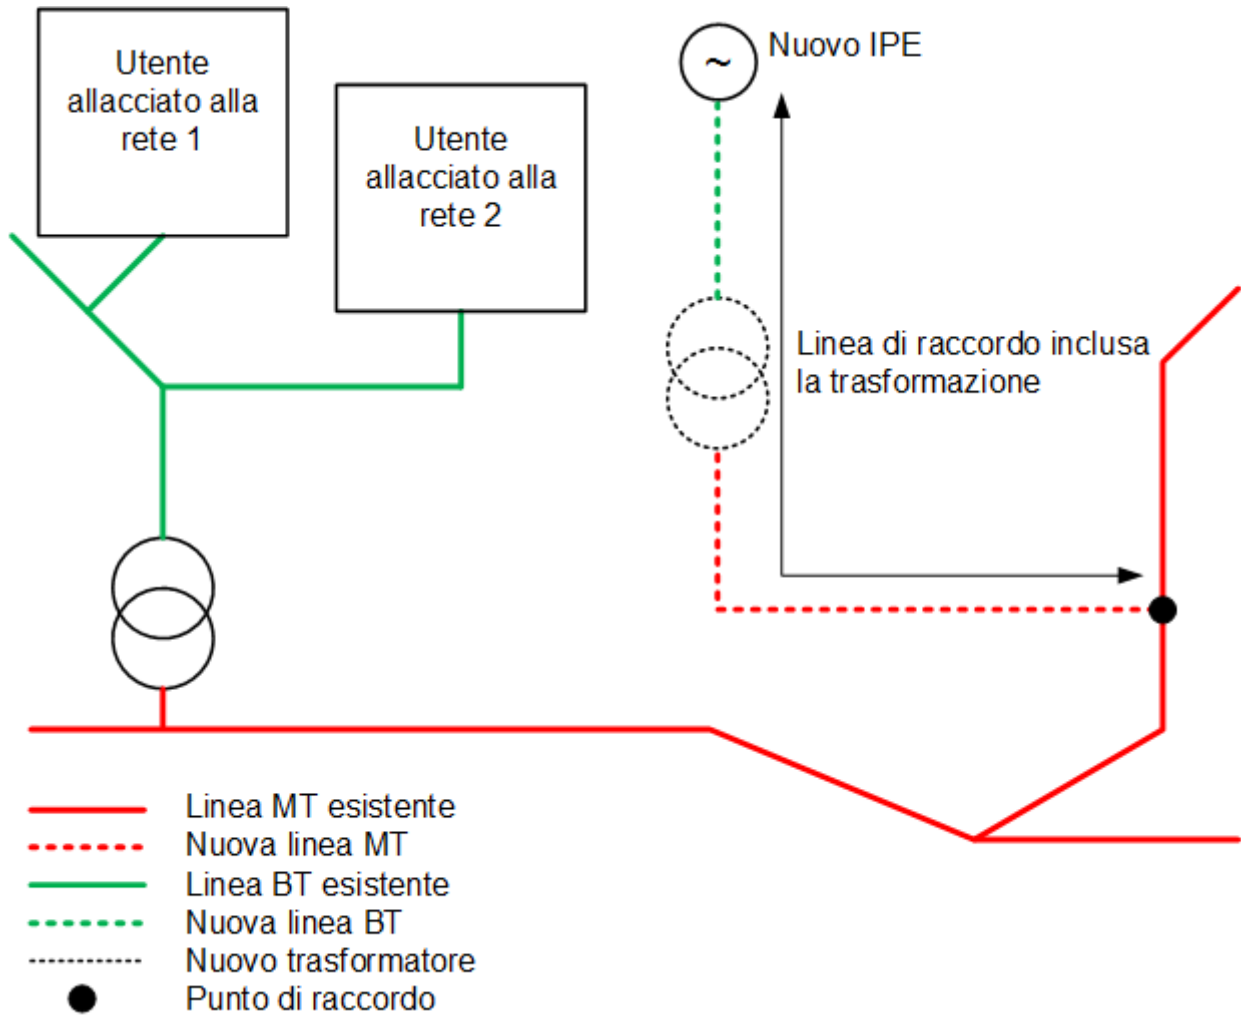 Utente
allacciato alla
rete 1
Utente
allacciato alla
rete 2
~
Nuovo IPE
Linea di raccordo inclusa
la trasformazione
Linea MT esistente
Nuova linea MT
Linea BT esistente
Nuova linea BT
Nuovo trasformatore
Punto di raccordo